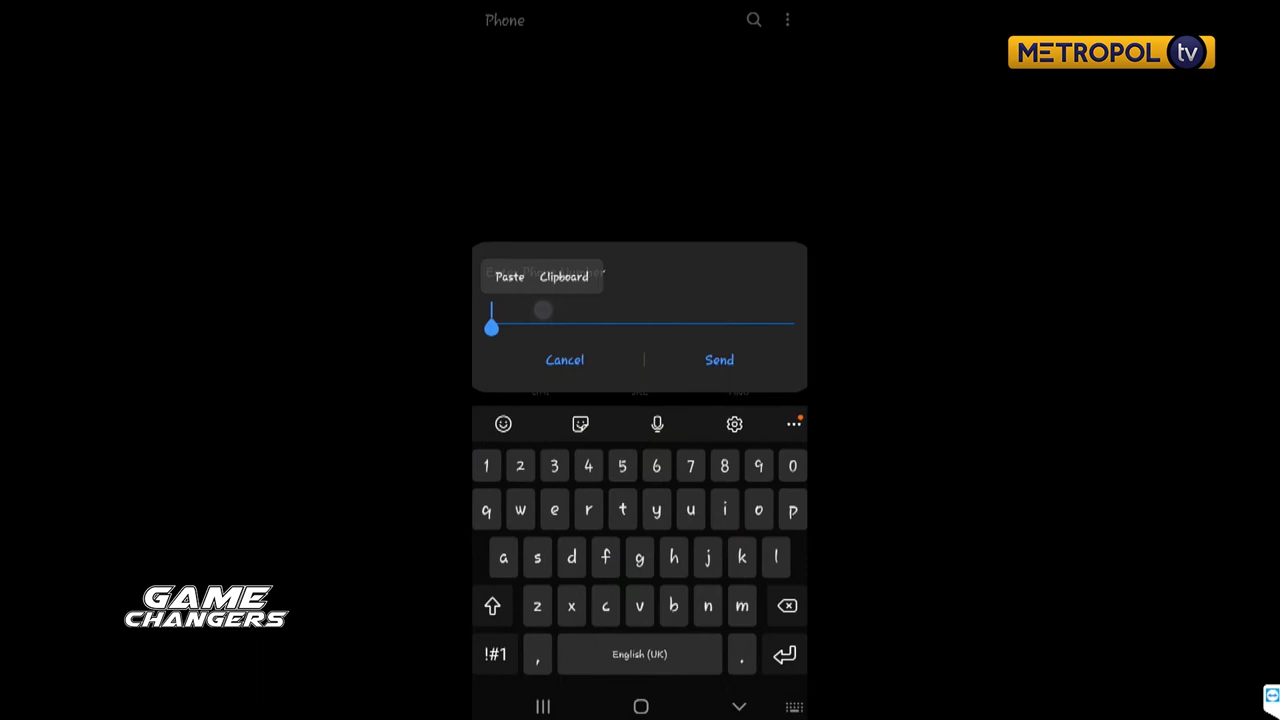 Phone
METROPOL tv
Paste Clipboard
Cancel
Send
1 2 3 4 5 6 7 8 9 0
q w e r t y u i o p
a s d f g h j k l
z x c v b n m
!#1 , English (UK) .
GAME
CHANGERS